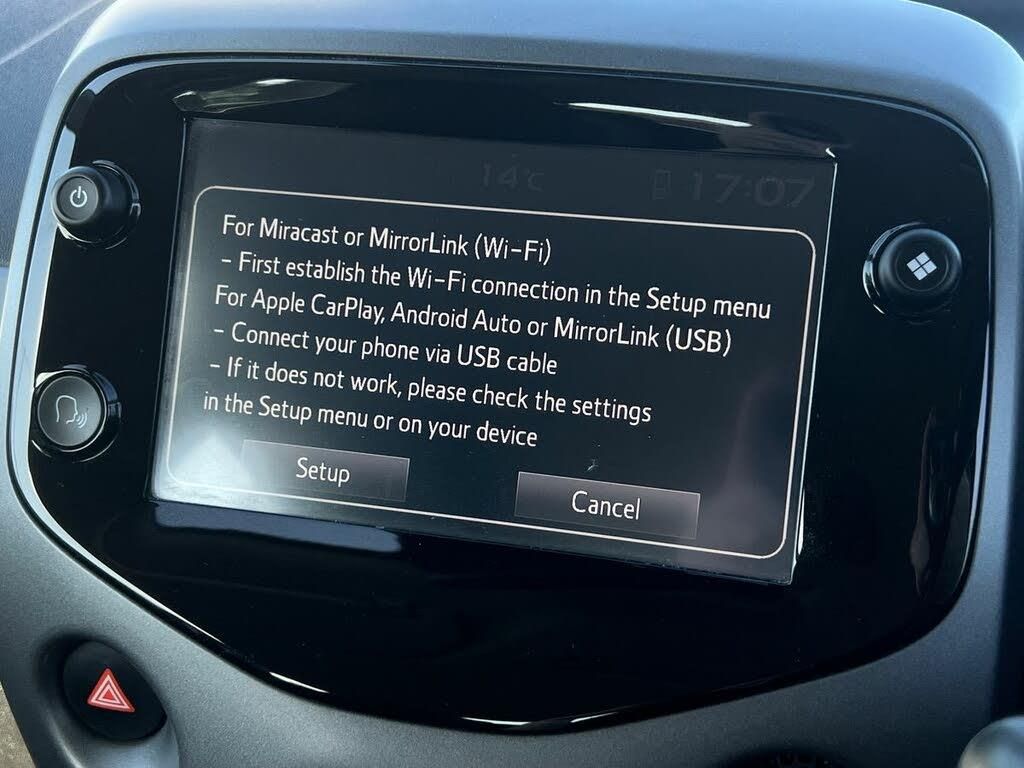 14°C 17:07
For Miracast or MirrorLink (Wi-Fi)
- First establish the Wi-Fi connection in the Setup menu
For Apple CarPlay, Android Auto or MirrorLink (USB)
- Connect your phone via USB cable
- If it does not work, please check the settings
in the Setup menu or on your device
Setup Cancel